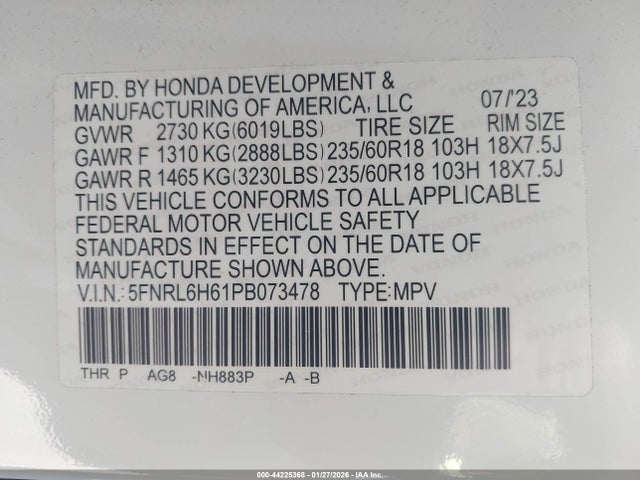 MFD. BY HONDA DEVELOPMENT &
MANUFACTURING OF AMERICA, LLC 07/'23
GVWR 2730 KG(6019LBS) TIRE SIZE RIM SIZE
GAWR F 1310 KG(2888LBS) 235/60R18 103H 18X7.5J
GAWR R 1465 KG(3230LBS) 235/60R18 103H 18X7.5J
THIS VEHICLE CONFORMS TO ALL APPLICABLE
FEDERAL MOTOR VEHICLE SAFETY
STANDARDS IN EFFECT ON THE DATE OF
MANUFACTURE SHOWN ABOVE.
V.I.N.: 5FNRL6H61PB073478 TYPE:MPV
THR P AG8 -NH883P -A -B
000-44225368 - 01/27/2026 - IAA Inc.